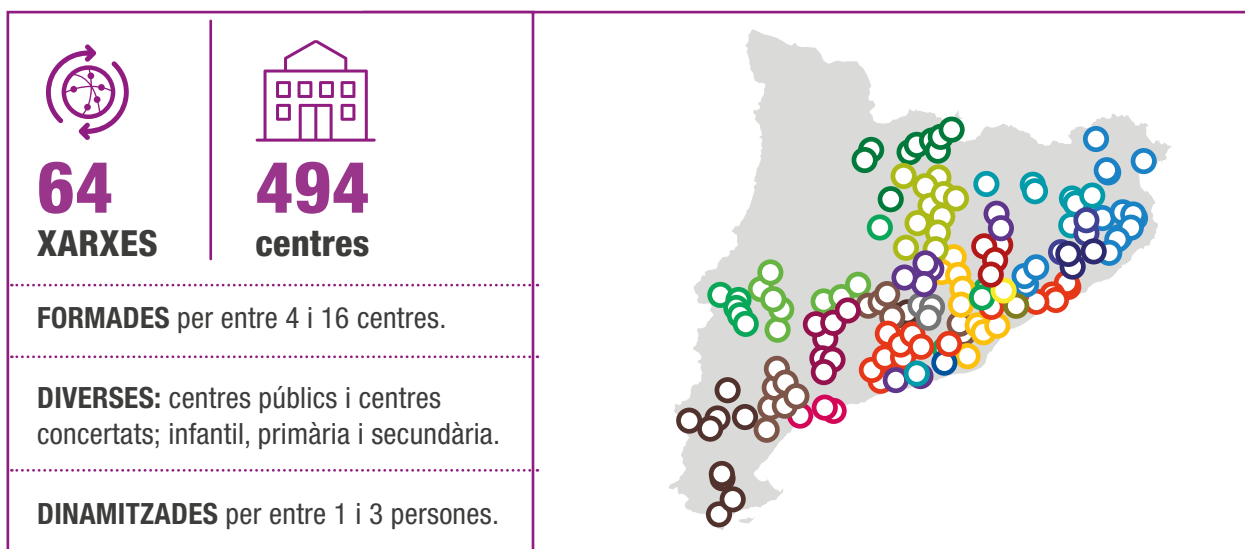 64
XARXES
494
centres
FORMADES per entre 4 i 16 centres.
DIVERSES: centres públics i centres
concertats; infantil, primària i secundària.
DINAMITZADES per entre 1 i 3 persones.